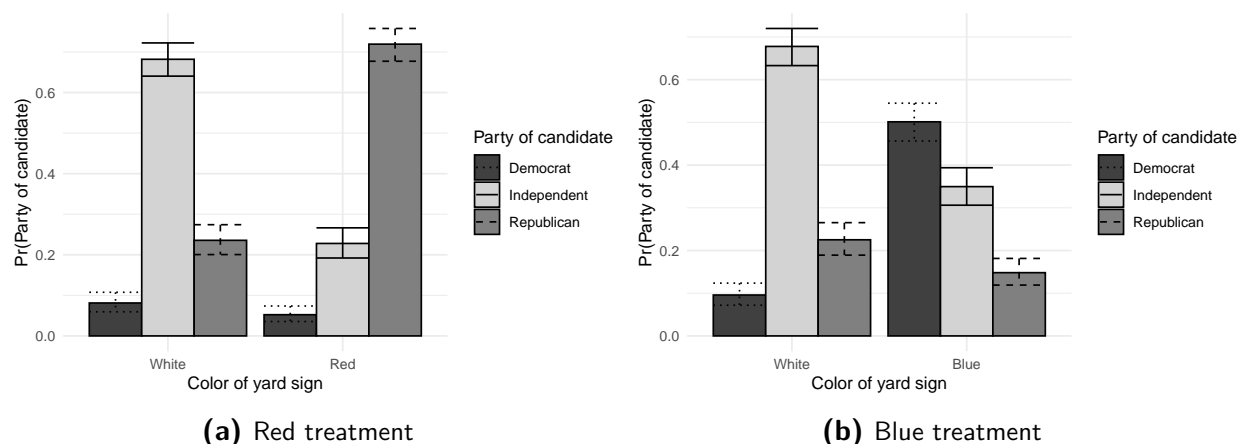 Pr(Party of candidate)
0.6
0.4
0.2
0.0
White
Red
Color of yard sign
Party of candidate
Democrat
Independent
Republican
(a) Red treatment
Pr(Party of candidate)
0.6
0.4
0.2
0.0
White
Blue
Color of yard sign
Party of candidate
Democrat
Independent
Republican
(b) Blue treatment